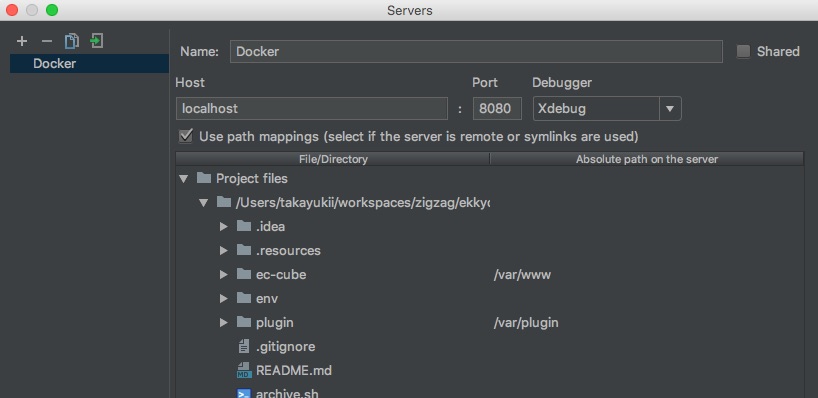 Servers
Docker
Name: Docker Shared
Host Port Debugger
localhost : 8080 Xdebug
Use path mappings (select if the server is remote or symlinks are used)
File/Directory Absolute path on the server
Project files
/Users/takayukii/workspaces/zigzag/ekkyo
.idea
.resources
ec-cube /var/www
env
plugin /var/plugin
.gitignore
MD README.md
archive.sh